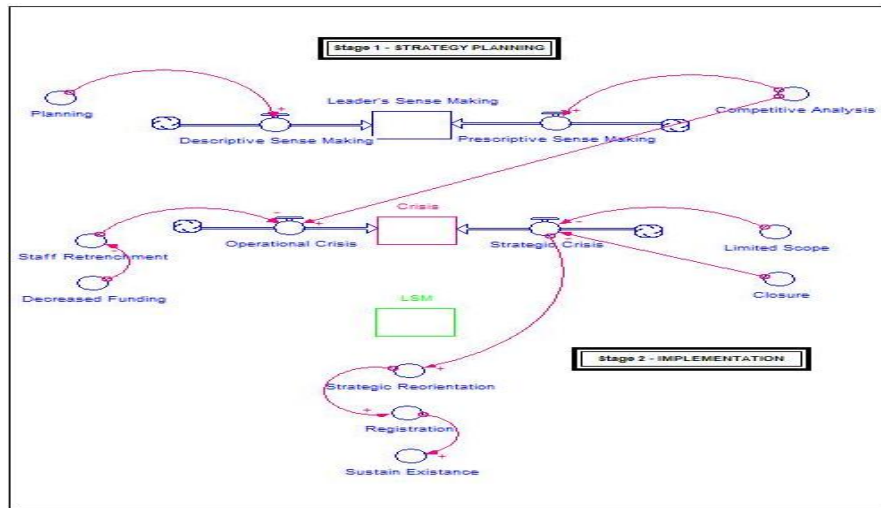 Stage 1 - STRATEGY PLANNING
Leader's Sense Making
Planning
Competitive Analysis
Descriptive Sense Making
Prescriptive Sense Making
Crisis
Operational Crisis
Strategic Crisis
Limited Scope
Staff Retrenchment
Decreased Funding
Closure
LSM
Stage 2 - IMPLEMENTATION
Strategic Reorientation
Registration
Sustain Existance